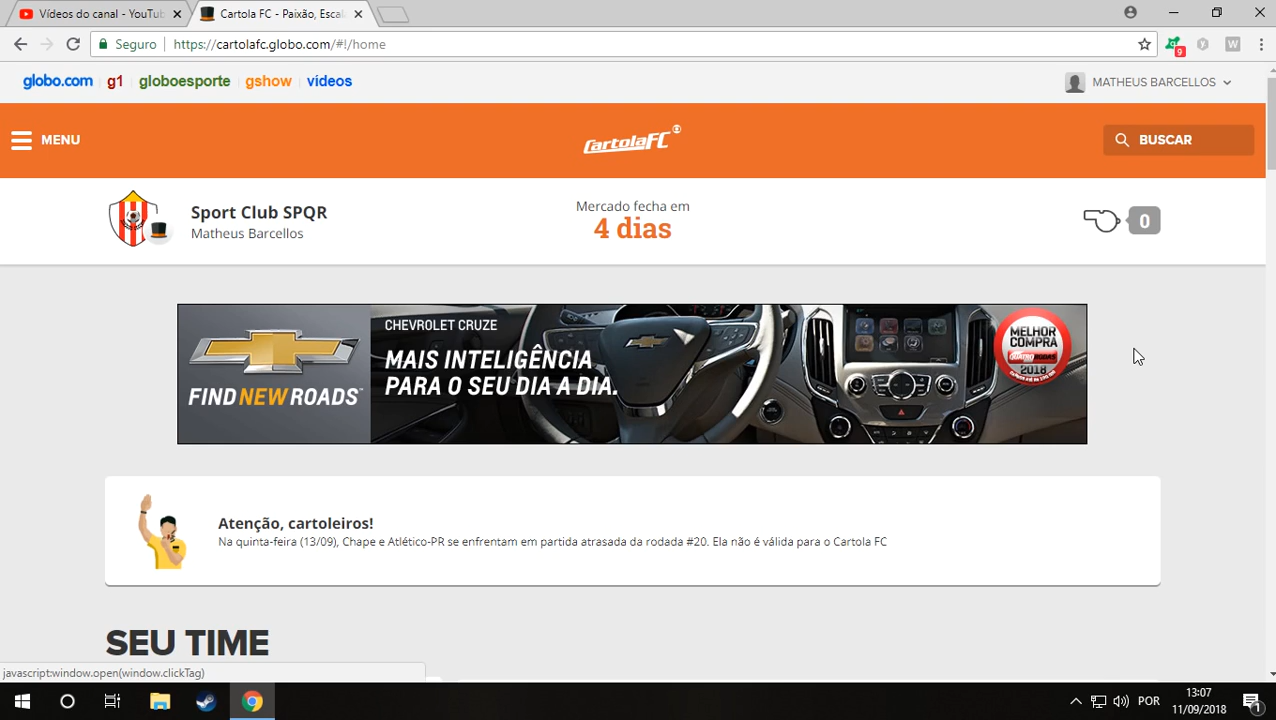 Vídeos do canal - YouTub
Cartola FC - Paixão, Escal
Seguro
https://cartolafc.globo.com/#!/home
9
W
globo.com g1 globoesporte gshow videos
MATHEUS BARCELLOS
MENU
CartolaFC
BUSCAR
Sport Club SPQR
Matheus Barcellos
Mercado fecha em
4 dias
0
FIND NEW ROADS
CHEVROLET CRUZE
MAIS INTELIGÊNCIA
PARA O SEU DIA A DIA.
MELHOR
COMPRA
QUATRO RODAS
2018
Atenção, cartoleiros!
Na quinta-feira (13/09), Chape e Atlético-PR se enfrentam em partida atrasada da rodada #20. Ela não é válida para o Cartola FC
SEU TIME
javascript:window.open(window.clickTag)
POR
13:07
11/09/2018
1